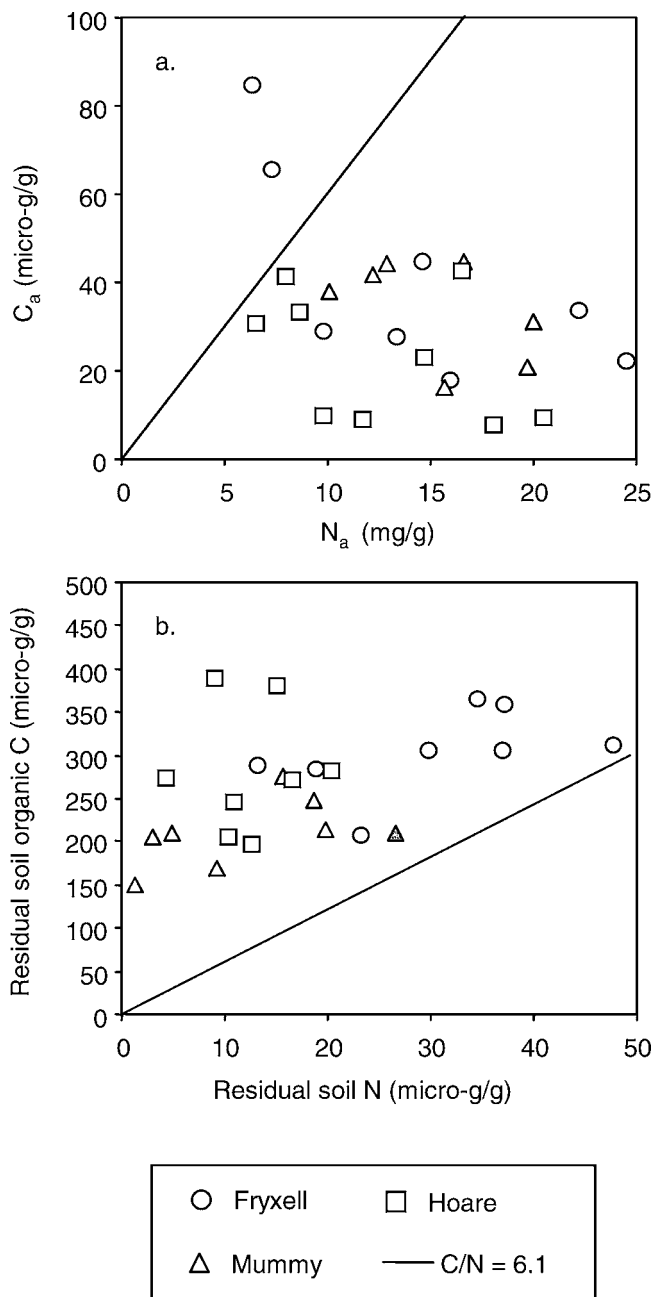 a.
100
80
60
40
20
0
C_a (micro-g/g)
0 5 10 15 20 25
N_a (mg/g)
b.
500
450
400
350
300
250
200
150
100
50
0
Residual soil organic C (micro-g/g)
0 10 20 30 40 50
Residual soil N (micro-g/g)
Fryxell Hoare
Mummy C/N = 6.1